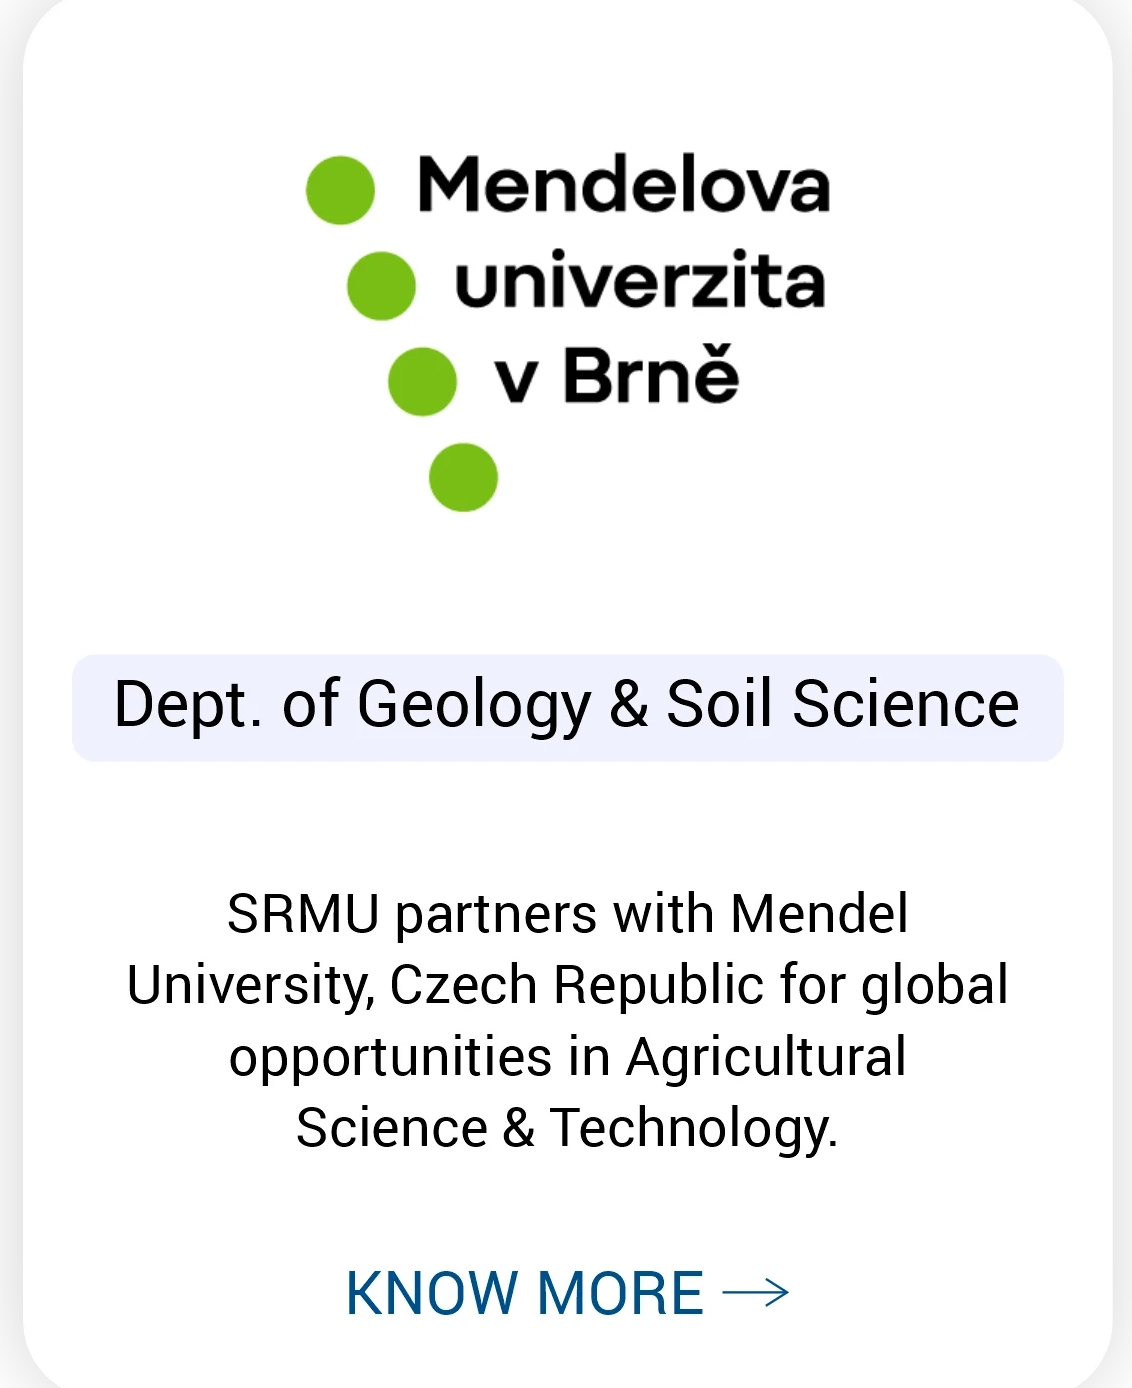 Mendelova
univerzita
v Brně
Dept. of Geology & Soil Science
SRMU partners with Mendel
University, Czech Republic for global
opportunities in Agricultural
Science & Technology.
KNOW MORE →